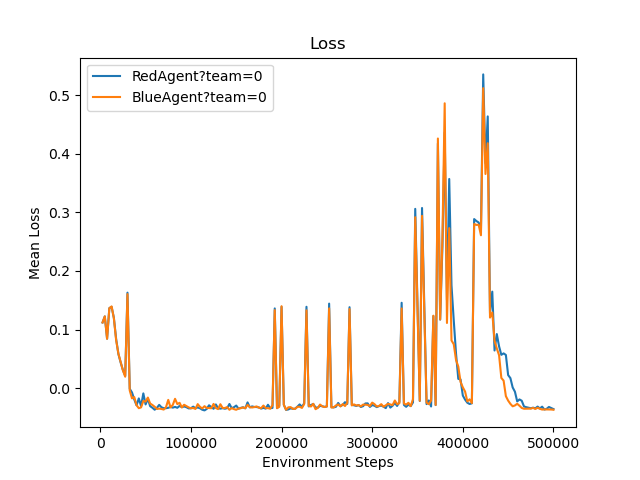 Loss
RedAgent?team=0
BlueAgent?team=0
0.5
0.4
0.3
0.2
0.1
0.0
Mean Loss
0 100000 200000 300000 400000 500000
Environment Steps